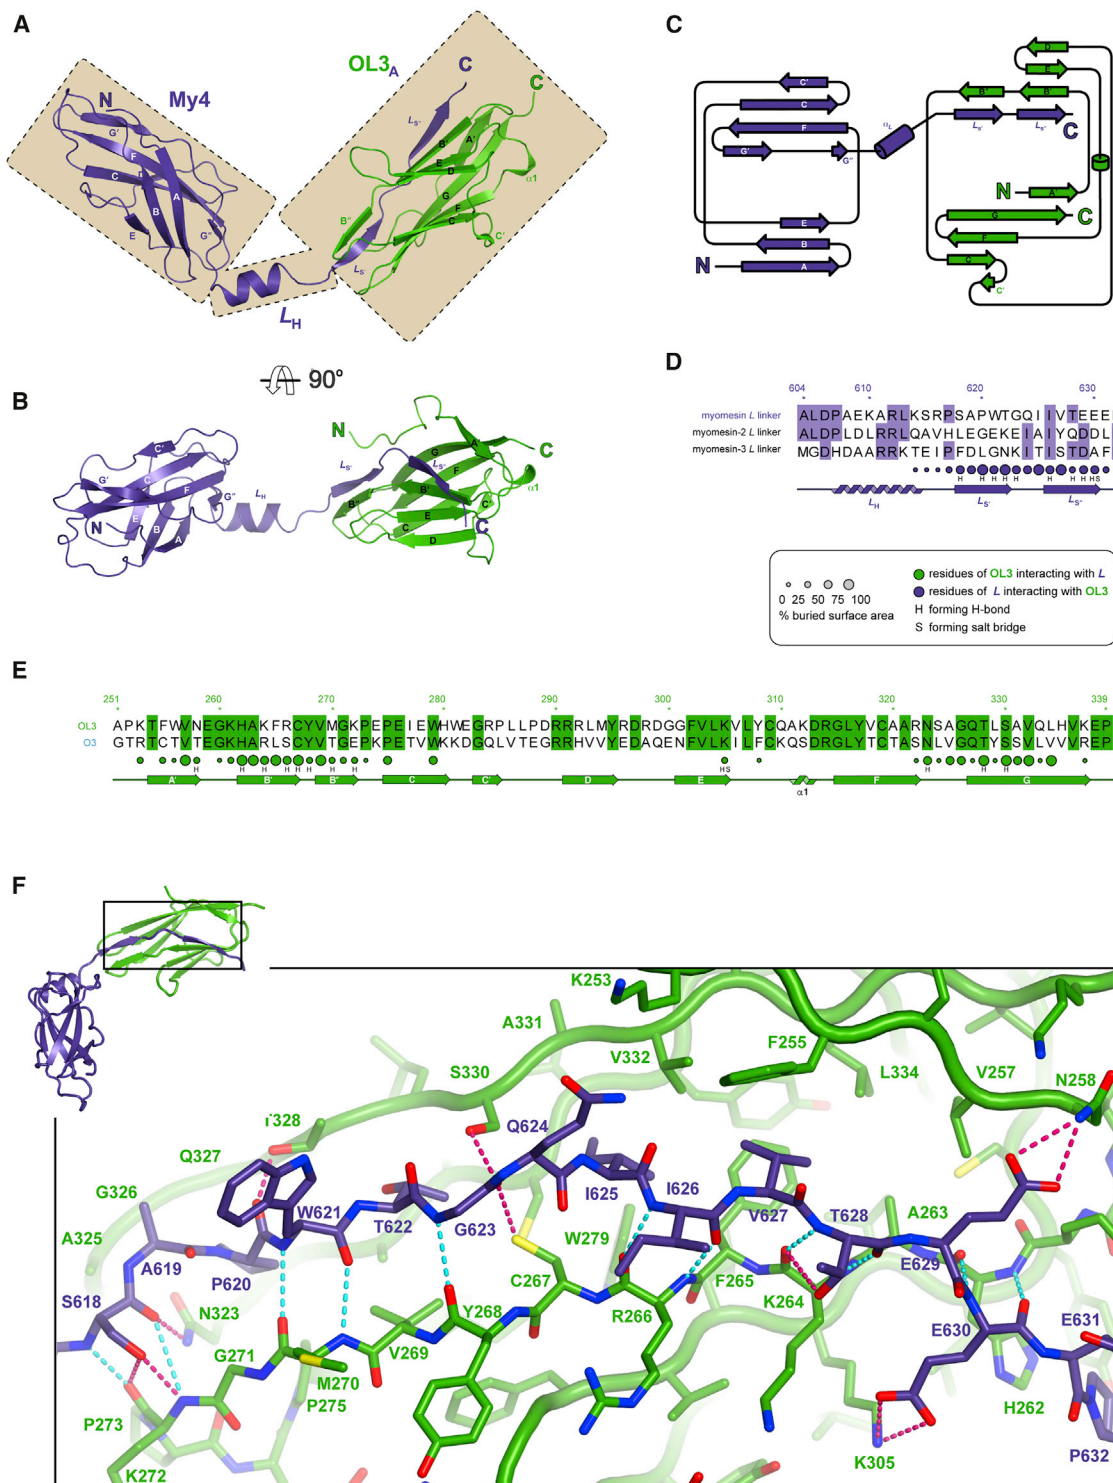 A
My4
OL3A
N
C
C
G'
F
C
D
A
B
E
G"
LH
LS'
LS"
B"
B'
A'
E
D
G
F
C
C'
α1
90°
B
N
C
C
C'
G'
C
F
G"
E
B
A
N
LH
LS'
LS"
A'
G
F
B'
B"
C'
E
C
D
α1
C
C'
C
F
G'
G"
E
B
N
A
αL
LS'
LS"
C
D
E
B"
B'
N
A'
G
C
F
C
C'
D
604 610 620 630
myomesin L linker ALDPAEKARLKSRPSAPWTGQIIVTEEE
myomesin-2 L linker ALDPLDLRRLQAVHLEGEKEIAIYQDDL
myomesin-3 L linker MGDHDAARRKTEIPFDLGNKITISTDAF
H H H H H H H H H H S
LH LS' LS"
0 25 50 75 100
% buried surface area
residues of OL3 interacting with L
residues of L interacting with OL3
H forming H-bond
S forming salt bridge
E
251 260 270 280 290 300 310 320 330 339
OL3 APKTFWVNEGKHAKFRCYVMGKPEPEIEWHWEGRPLLPDRRRLMYRDRDGGFVLKVLYCQAKDRGLYVCAARNSAGQTLSAVQLHVKEP
O3 GTRTCTVTEGKHARLSCYVTGEPKPETVWKKDGQLVTEGRRHVVYEDAQENFVLKILFCKQSDRGLYTCTASNLVGQTYSSVLVVVREP
H H H H H H H H H S H H H
A' B' B" C C' D E α1 F G
F
K253
A331
V332
F255
S330
L334
V257
N258
T328
Q624
Q327
G326
W621
I625
I626
A325
T622
G623
V627
T628
A263
A619
P620
W279
E629
S618
C267
F265
K264
N323
Y268
R266
E630
E631
G271
V269
M270
P275
P273
H262
K272
K305
P632